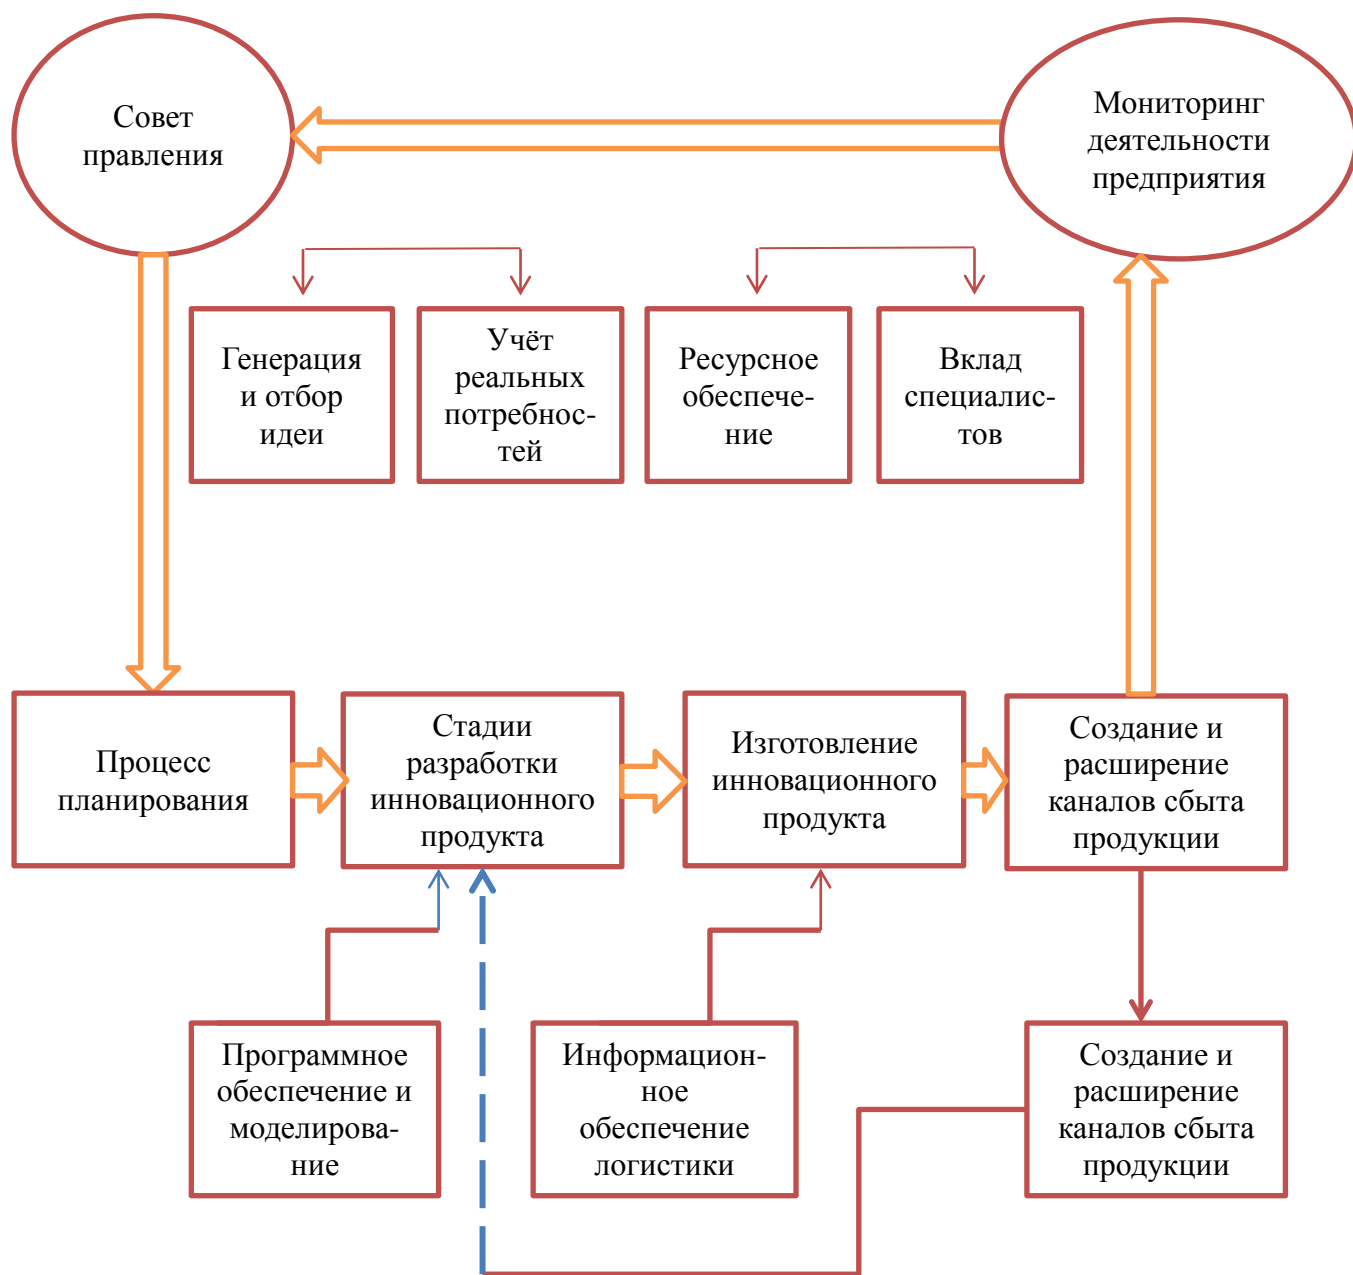 Совет
правления
Мониторинг
деятельности
предприятия
Генерация
и отбор
идеи
Учёт
реальных
потребнос-
тей
Ресурсное
обеспече-
ние
Вклад
специалис-
тов
Процесс
планирования
Стадии
разработки
инновационного
продукта
Изготовление
инновационного
продукта
Создание и
расширение
каналов сбыта
продукции
Программное
обеспечение и
моделирова-
ние
Информацион-
ное
обеспечение
логистики
Создание и
расширение
каналов сбыта
продукции